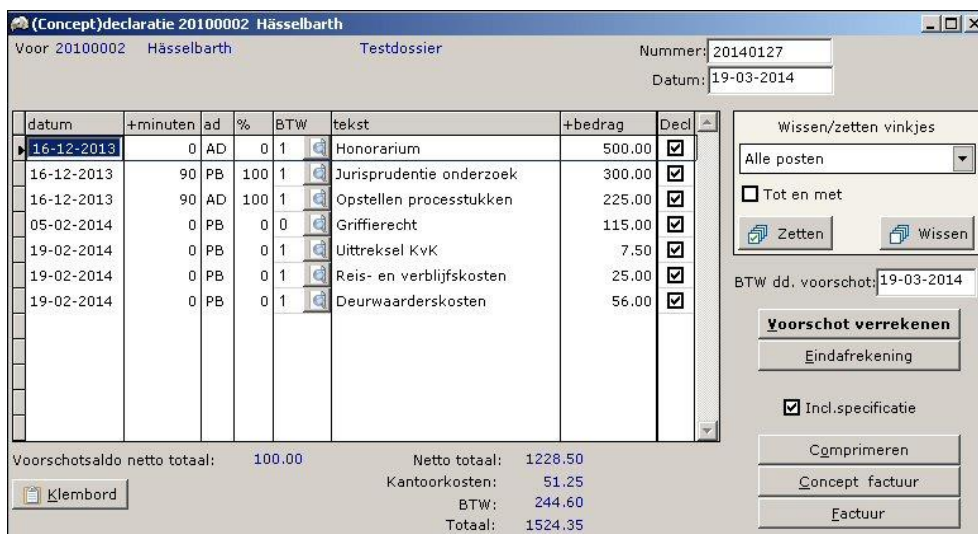 (Concept)declaratie 20100002 Hässelbarth
Voor 20100002 Hässelbarth Testdossier Nummer: 20140127
Datum: 19-03-2014
datum +minuten ad % BTW tekst +bedrag Decl
16-12-2013 0 AD 0 1 Honorarium 500.00
16-12-2013 90 PB 100 1 Jurisprudentie onderzoek 300.00
16-12-2013 90 AD 100 1 Opstellen processtukken 225.00
05-02-2014 0 PB 0 0 Griffierecht 115.00
19-02-2014 0 PB 0 1 Uittreksel KvK 7.50
19-02-2014 0 PB 0 1 Reis- en verblijfskosten 25.00
19-02-2014 0 PB 0 1 Deurwaarderskosten 56.00
Wissen/zetten vinkjes
Alle posten
Tot en met
Zetten Wissen
BTW dd. voorschot: 19-03-2014
Voorschot verrekenen
Eindafrekening
Incl.specificatie
Comprimeren
Concept factuur
Factuur
Voorschotsaldo netto totaal: 100.00 Netto totaal: 1228.50
Kantoorkosten: 51.25
Klembord
BTW: 244.60
Totaal: 1524.35